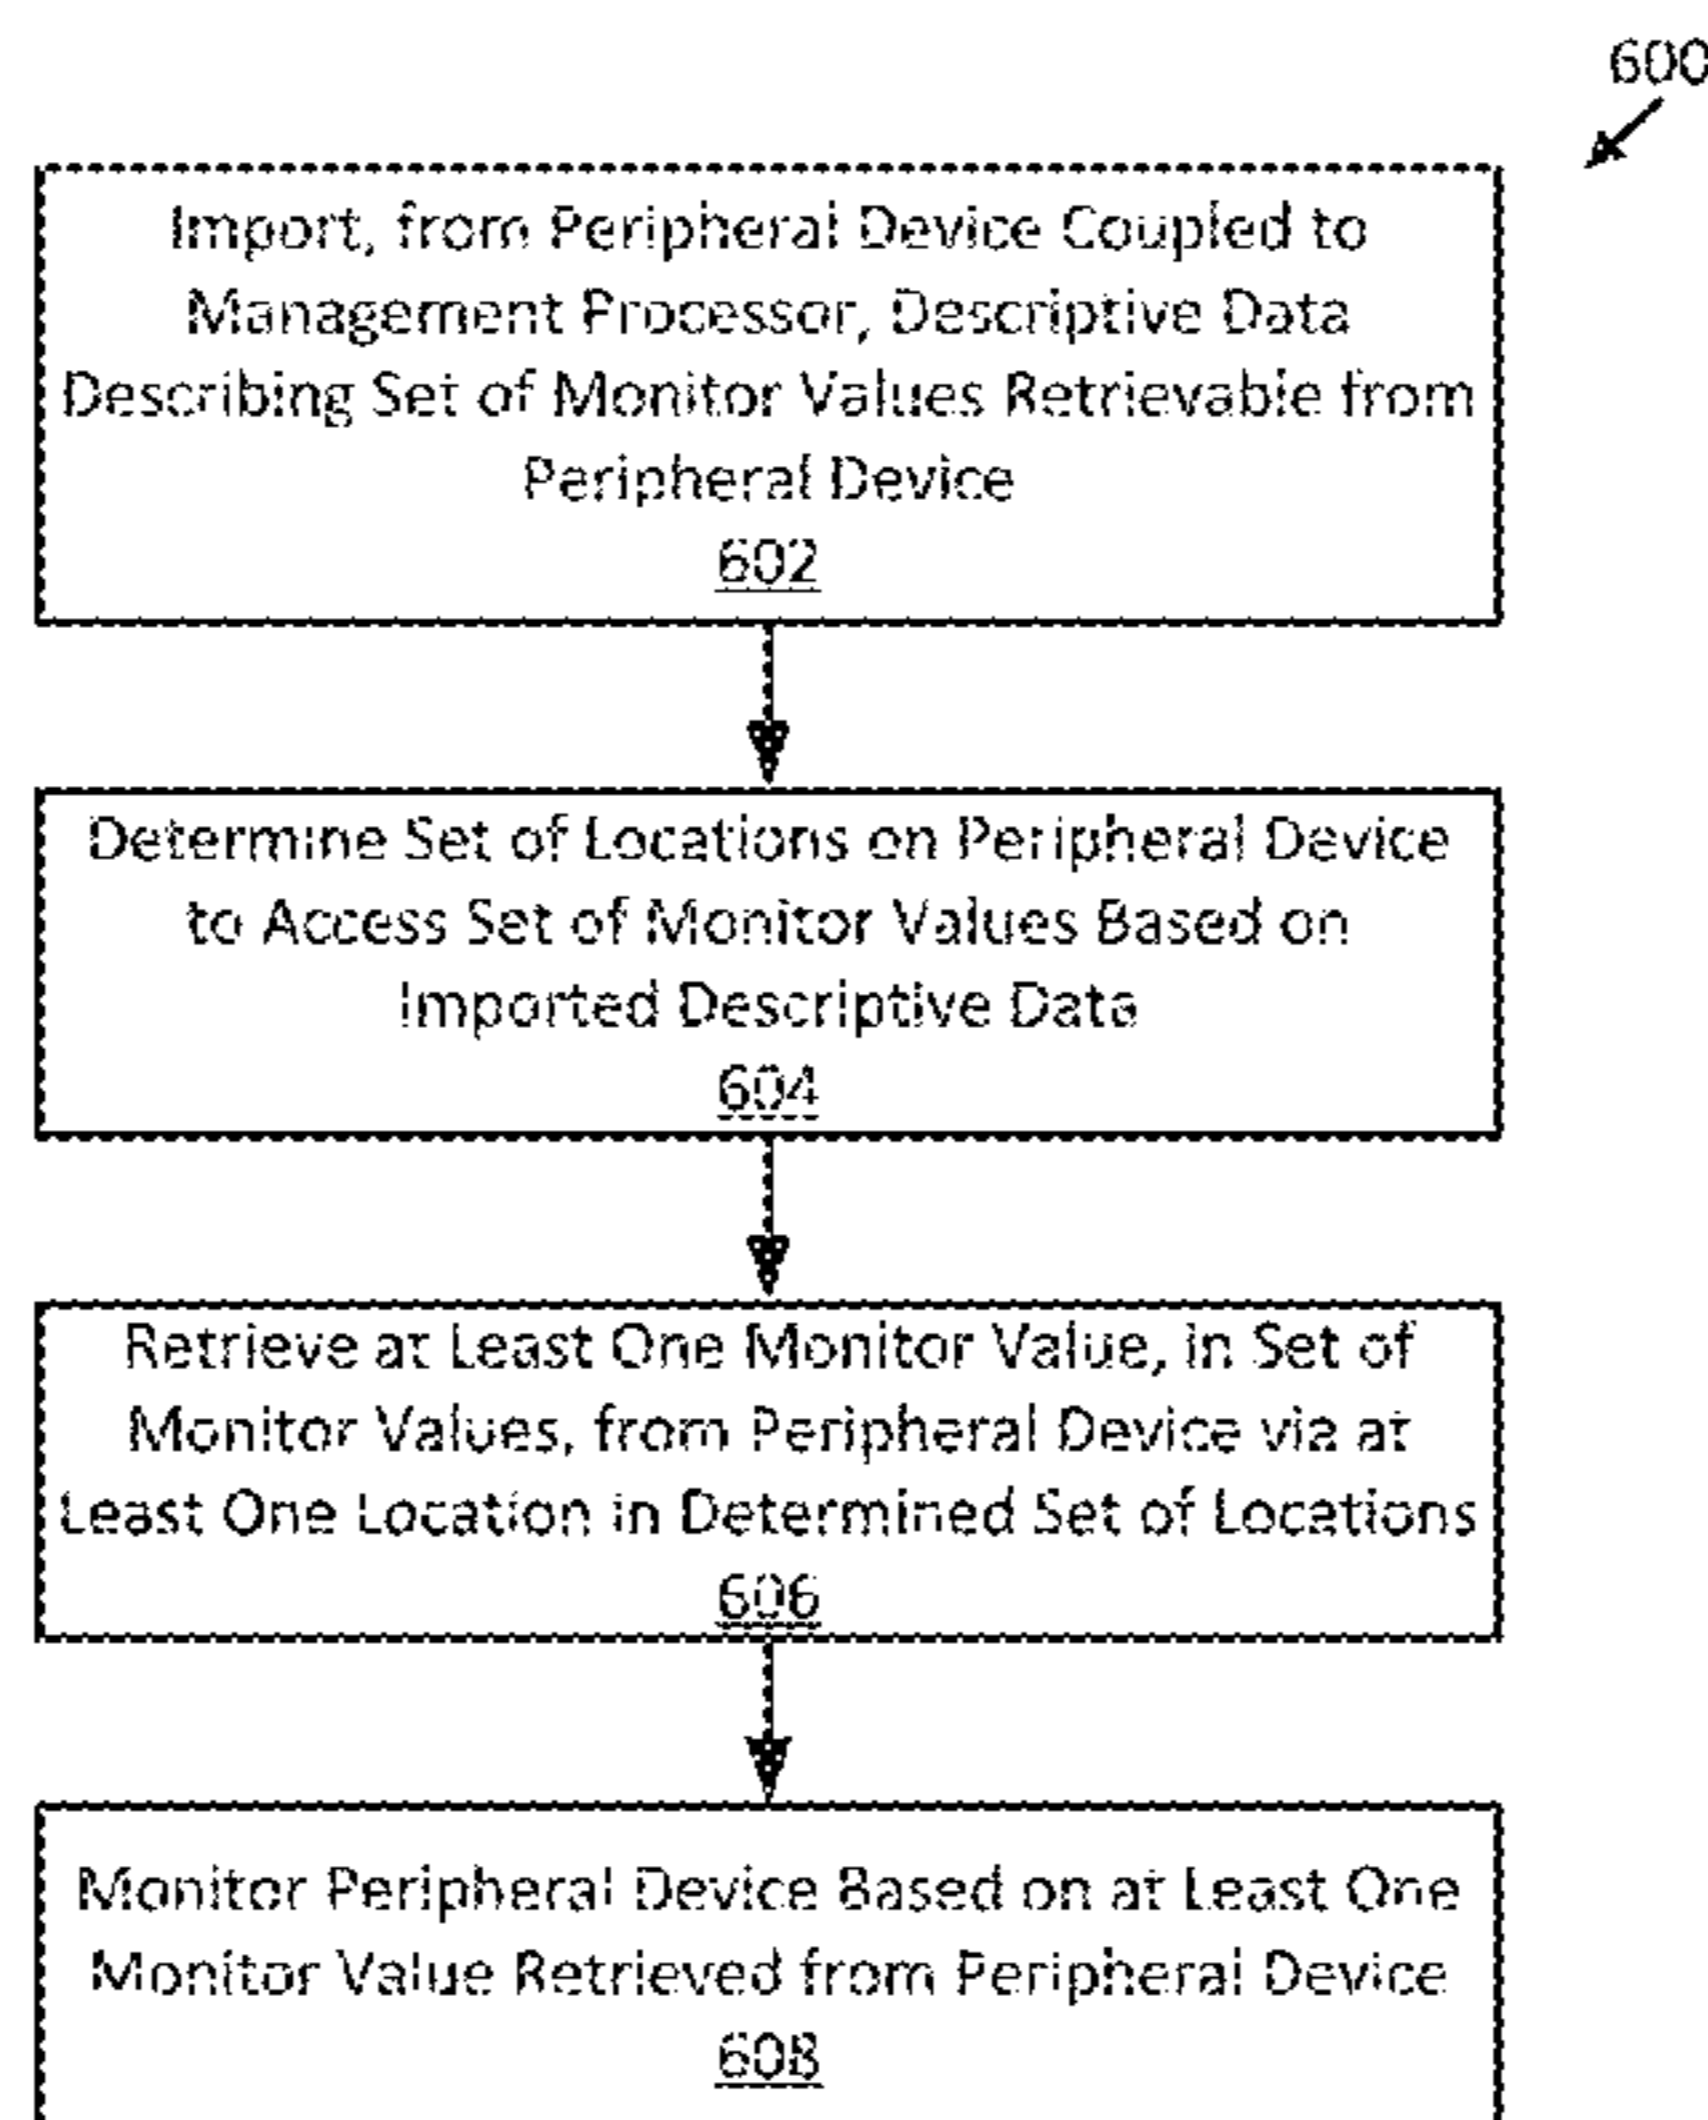 600
Import, from Peripheral Device Coupled to
Management Processor, Descriptive Data
Describing Set of Monitor Values Retrievable from
Peripheral Device
602
Determine Set of Locations on Peripheral Device
to Access Set of Monitor Values Based on
Imported Descriptive Data
604
Retrieve at Least One Monitor Value, in Set of
Monitor Values, from Peripheral Device via at
Least One Location in Determined Set of Locations
606
Monitor Peripheral Device Based on at Least One
Monitor Value Retrieved from Peripheral Device
608